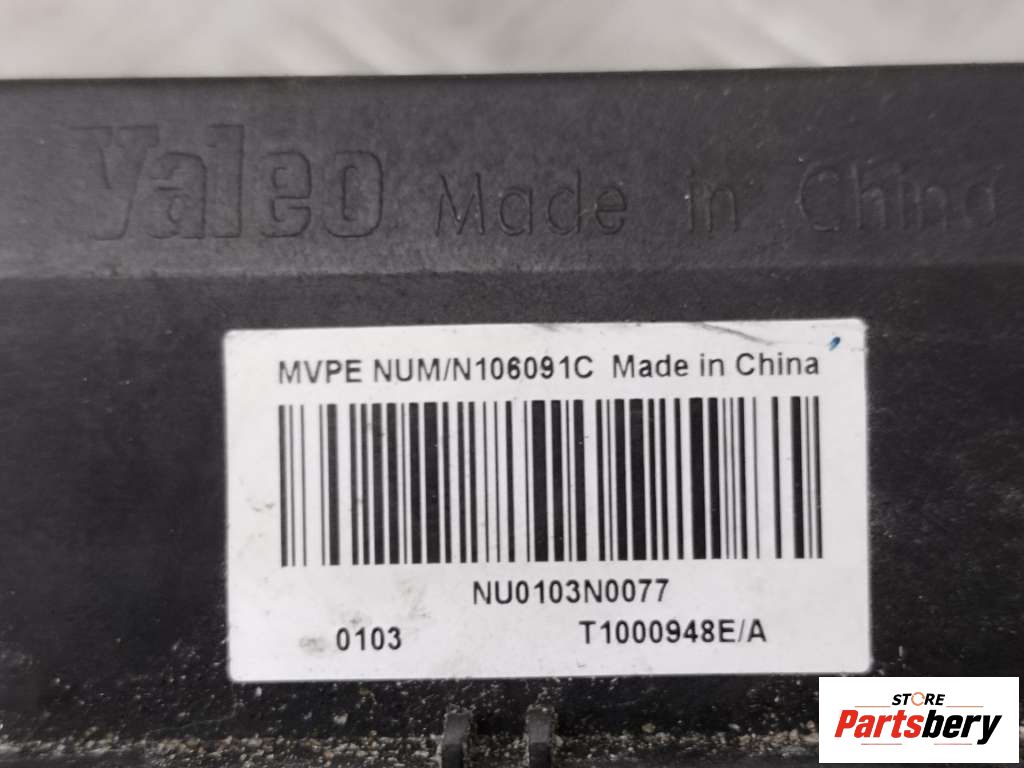 Valeo Made in China
MVPE NUM/N106091C Made in China
NU0103N0077
0103 T1000948E/A
STORE
Partsbery